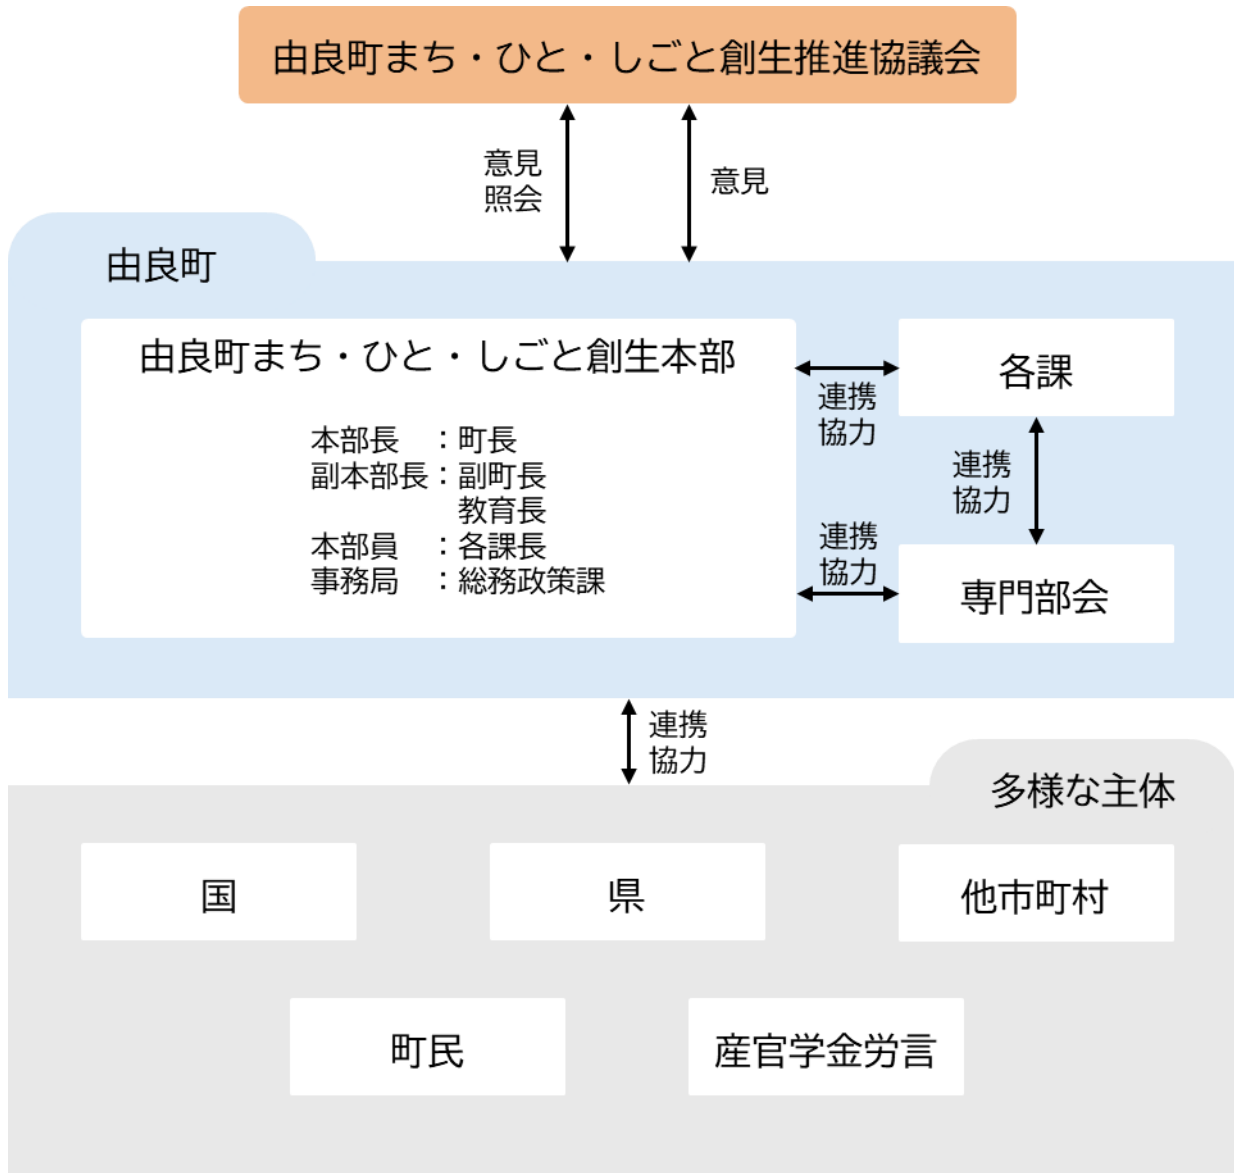 由良町まち・ひと・しごと創生推進協議会
意見
照会
意見
由良町
由良町まち・ひと・しごと創生本部
本部長　：町長
副本部長：副町長
教育長
本部員　：各課長
事務局　：総務政策課
連携
協力
各課
連携
協力
連携
協力
専門部会
連携
協力
多様な主体
国
県
他市町村
町民
産官学金労言